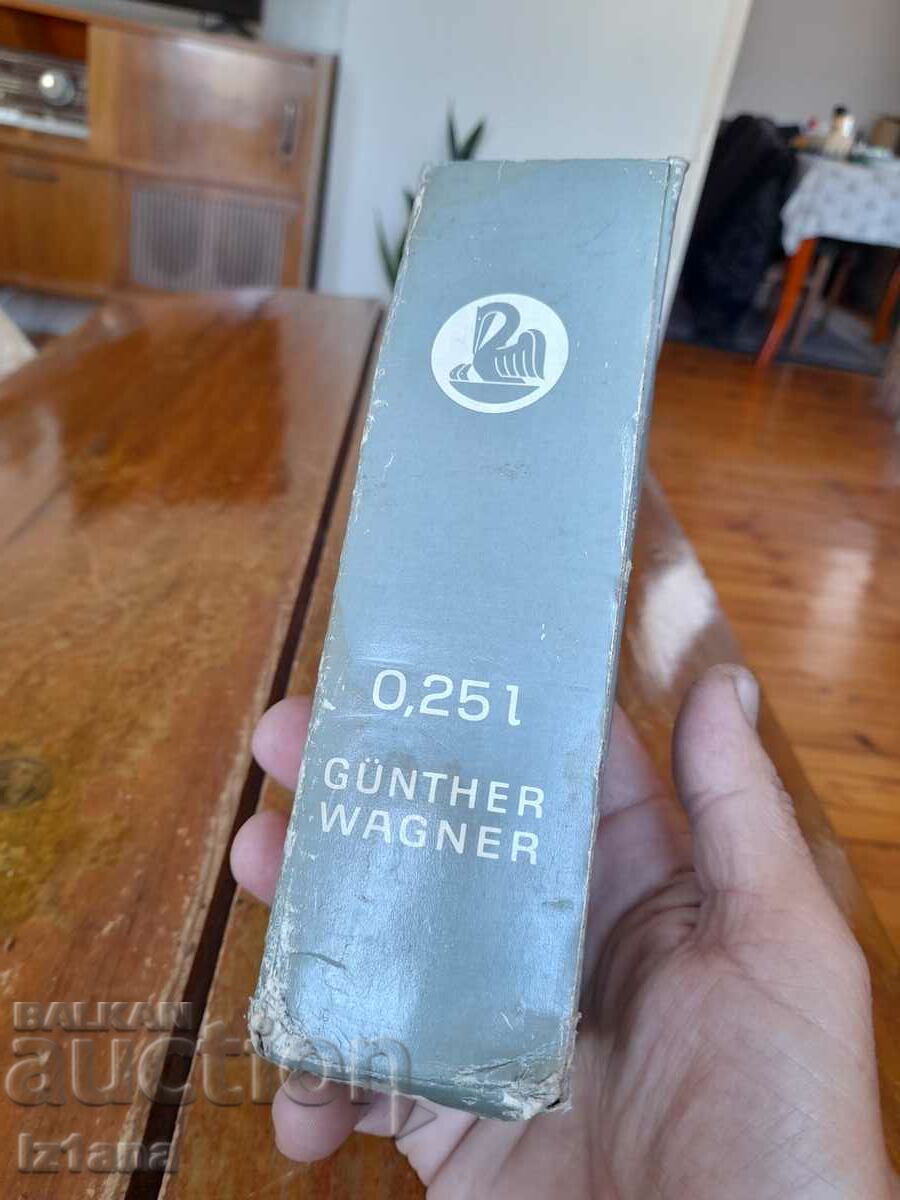 0,25 l
GÜNTHER
WAGNER
BALKAN
auction
Iz1ana